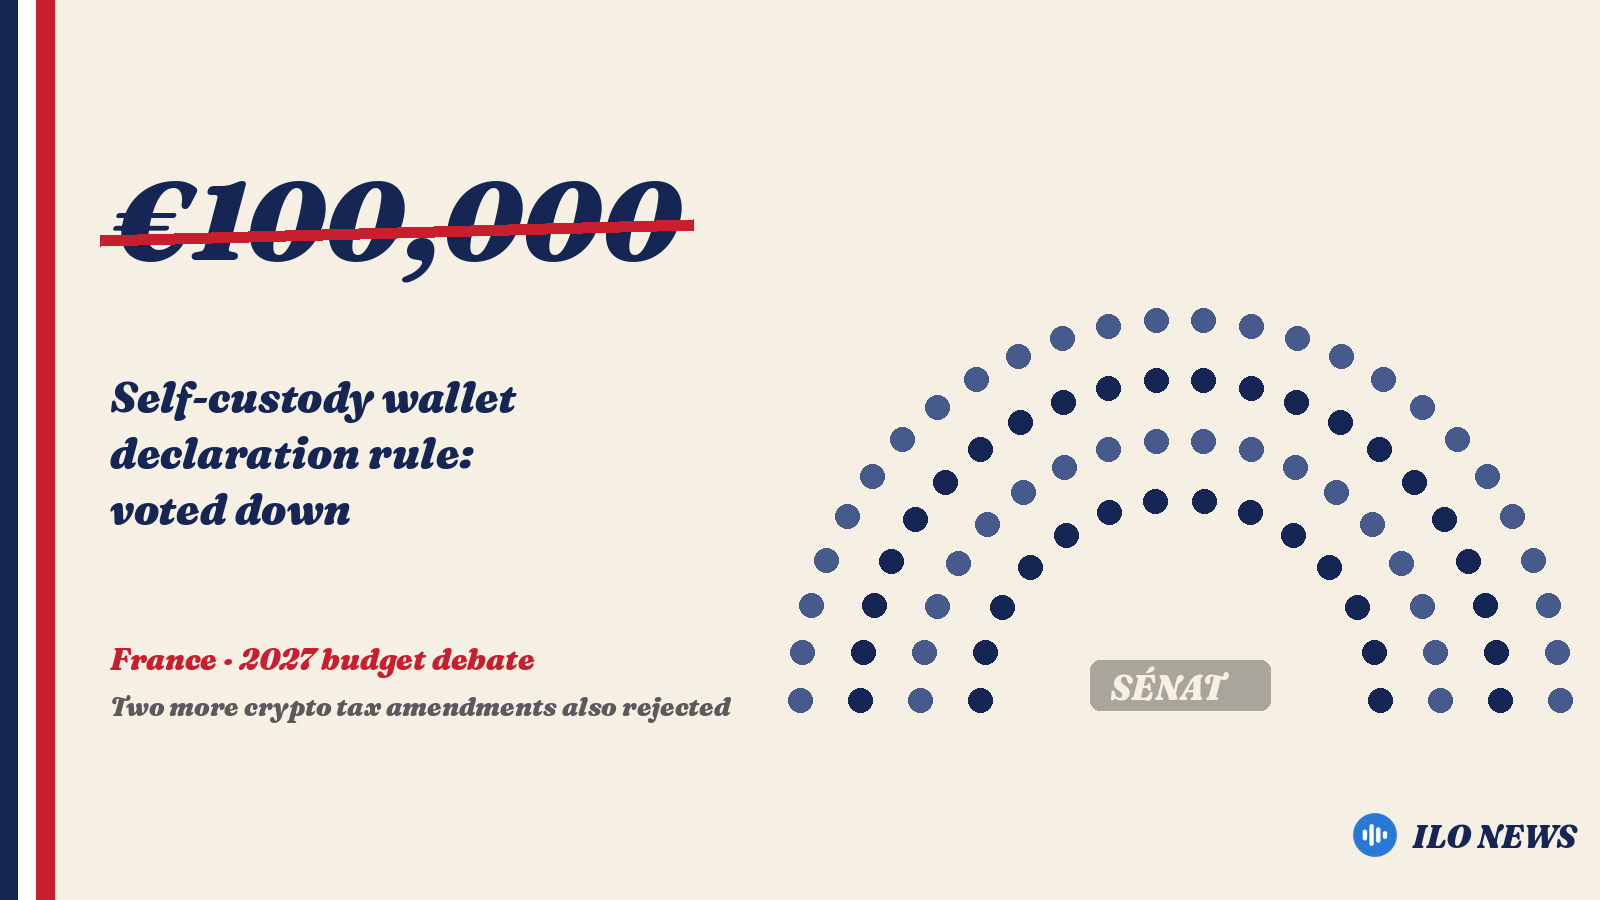 €100,000
Self-custody wallet
declaration rule:
voted down
France · 2027 budget debate
Two more crypto tax amendments also rejected
SÉNAT
ILO NEWS